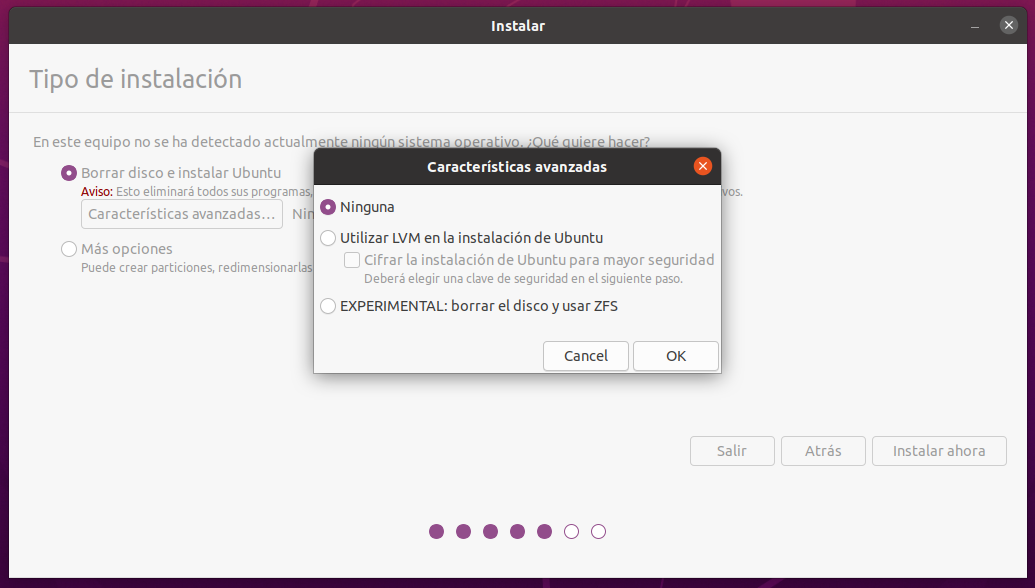 Instalar
Tipo de instalación
En este equipo no se ha detectado actualmente ningún sistema operativo. ¿Qué quiere hacer?
Borrar disco e instalar Ubuntu
Aviso: Esto eliminará todos sus programas, vos.
Características avanzadas... Nin
Más opciones
Puede crear particiones, redimensionarlas
Características avanzadas
Ninguna
Utilizar LVM en la instalación de Ubuntu
Cifrar la instalación de Ubuntu para mayor seguridad
Deberá elegir una clave de seguridad en el siguiente paso.
EXPERIMENTAL: borrar el disco y usar ZFS
Cancel OK
Salir Atrás Instalar ahora